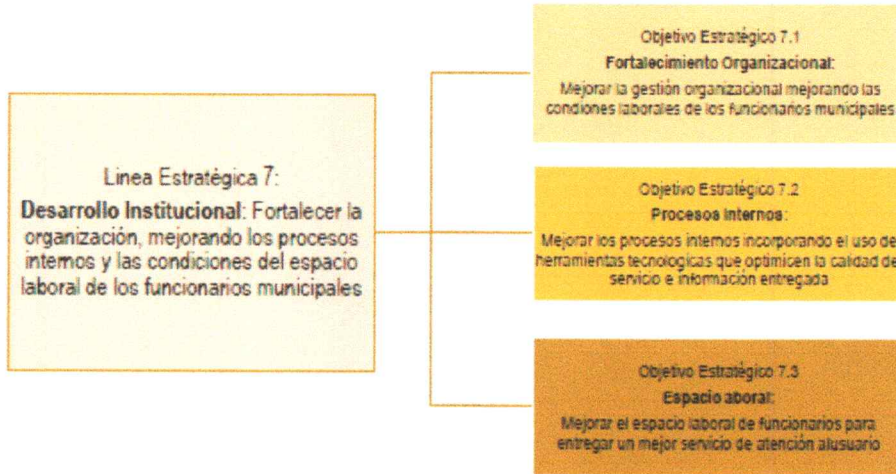 Linea Estratégica 7:
Desarrollo Institucional: Fortalecer la
organización, mejorando los procesos
internos y las condiciones del espacio
laboral de los funcionarios municipales
Objetivo Estratégico 7.1
Fortalecimiento Organizacional:
Mejorar la gestión organizacional mejorando las
condiones laborales de los funcionarios municipales
Objetivo Estratégico 7.2
Procesos Internos:
Mejorar los procesos internos incorporando el uso de
herramientas tecnologicas que optimicen la calidad de
servicio e información entregada
Objetivo Estratégico 7.3
Espacio aboral:
Mejorar el espacio laboral de funcionarios para
entregar un mejor servicio de atención alusuario